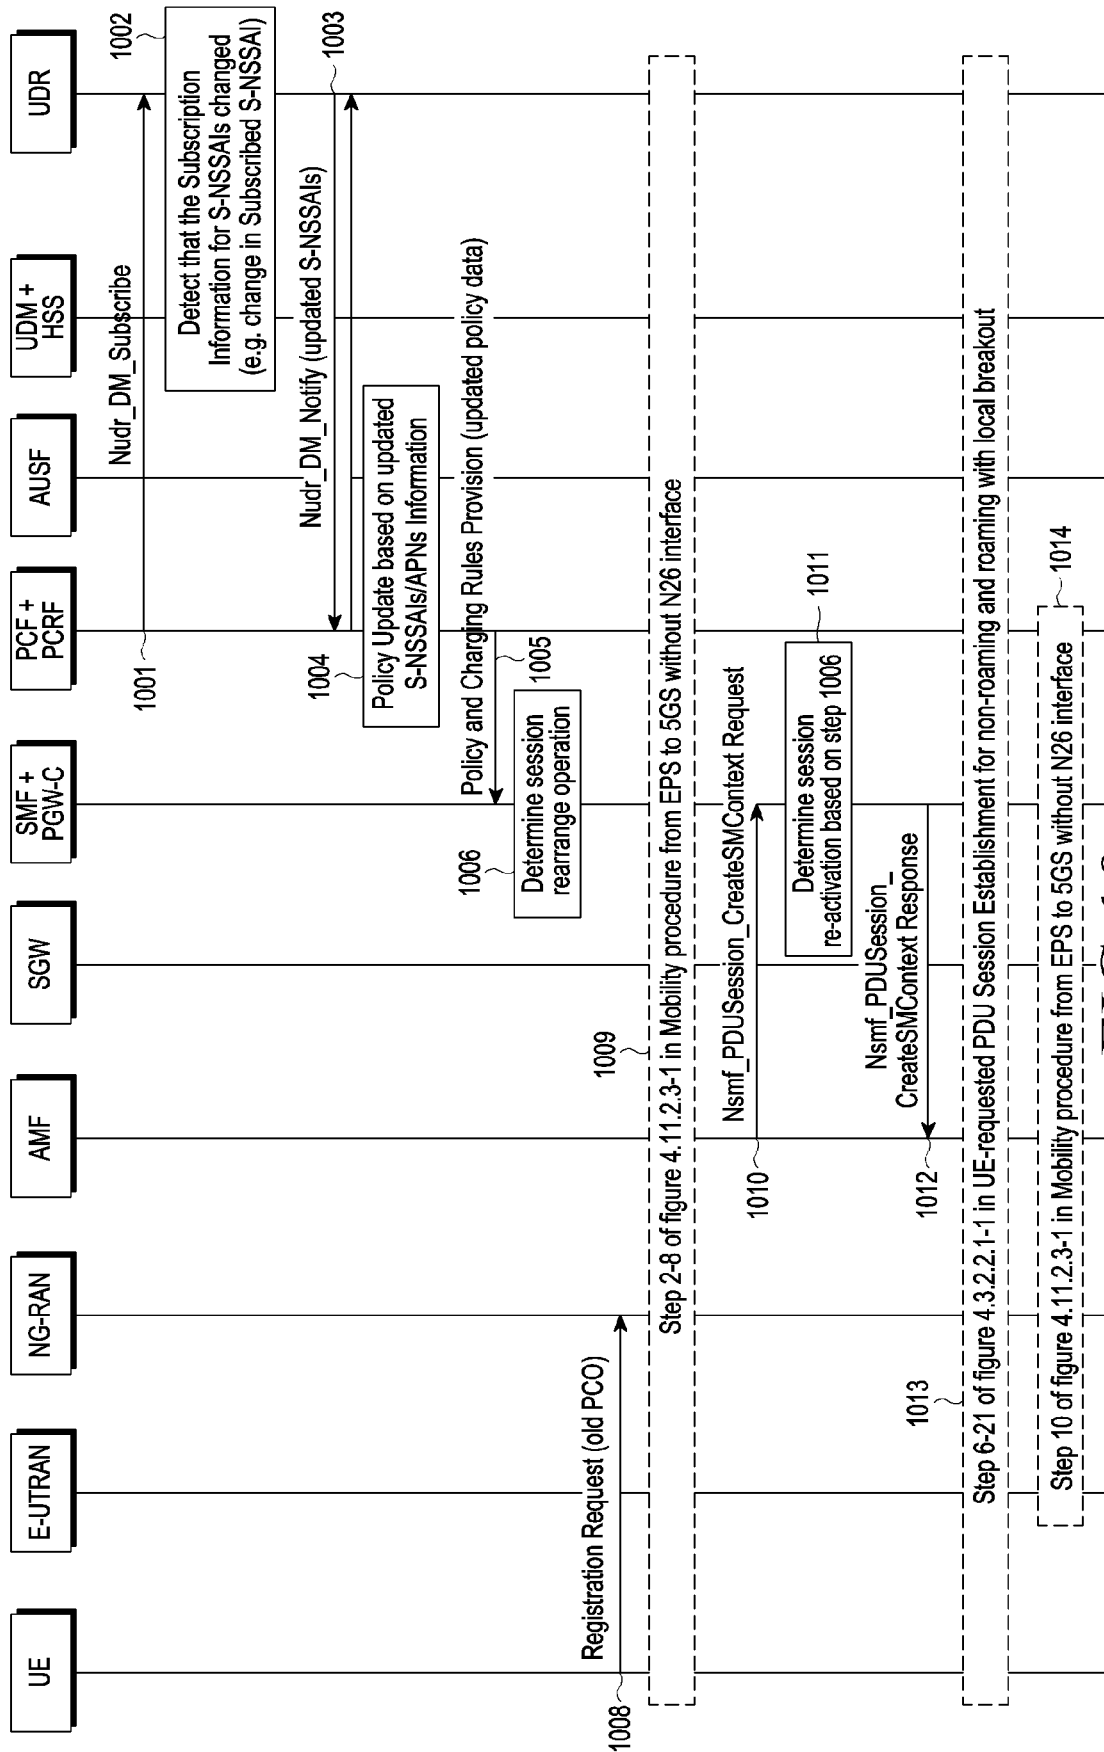 UE
E-UTRAN
NG-RAN
AMF
SGW
SMF +
PGW-C
PCF +
PCRF
AUSF
UDM +
HSS
UDR
1001
Nudr_DM_Subscribe
1002
Detect that the Subscription
Information for S-NSSAIs changed
(e.g. change in Subscribed S-NSSAI)
Nudr_DM_Notify (updated S-NSSAIs)
1003
1004
Policy Update based on updated
S-NSSAIs/APNs Information
Policy and Charging Rules Provision (updated policy data)
1005
1006
Determine session
rearrange operation
1008
Registration Request (old PCO)
1009
Step 2-8 of figure 4.11.2.3-1 in Mobility procedure from EPS to 5GS without N26 interface
1010
Nsmf_PDUSession_CreateSMContext Request
1011
Determine session
re-activation based on step 1006
1012
Nsmf_PDUSession_
CreateSMContext Response
1013
Step 6-21 of figure 4.3.2.2.1-1 in UE-requested PDU Session Establishment for non-roaming and roaming with local breakout
1014
Step 10 of figure 4.11.2.3-1 in Mobility procedure from EPS to 5GS without N26 interface